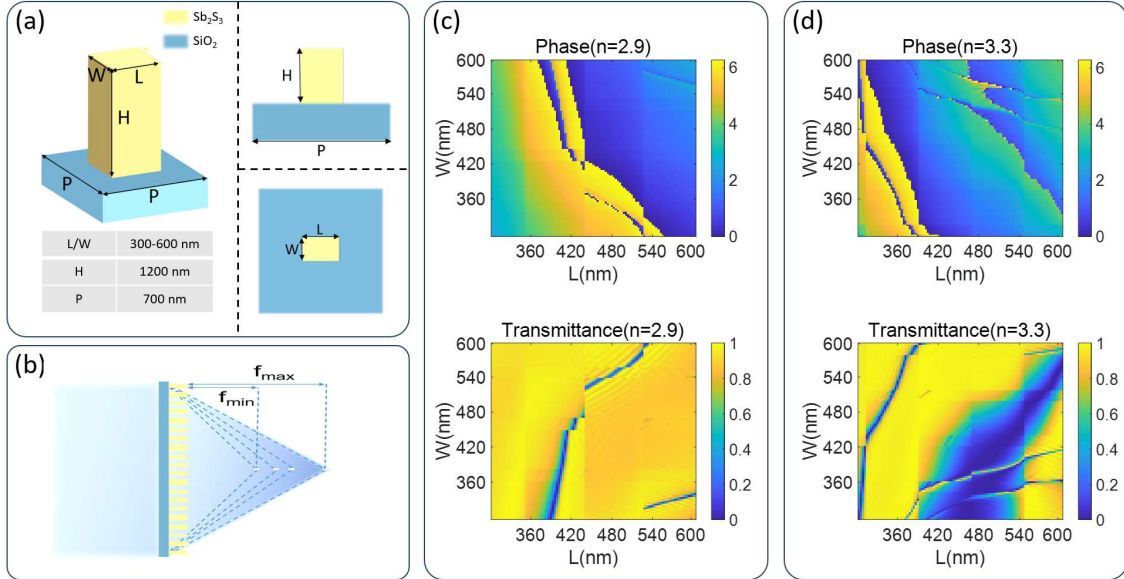 (a)
Sb₂S₃
SiO₂
W
L
H
P
P
H
P
L
W
L/W 300-600 nm
H 1200 nm
P 700 nm
(b)
fmax
fmin
(c)
Phase(n=2.9)
W(nm)
600
540
480
420
360
360 420 480 540 600
L(nm)
6
4
2
0
Transmittance(n=2.9)
W(nm)
600
540
480
420
360
360 420 480 540 600
L(nm)
1
0.8
0.6
0.4
0.2
0
(d)
Phase(n=3.3)
W(nm)
600
540
480
420
360
360 420 480 540 600
L(nm)
6
4
2
0
Transmittance(n=3.3)
W(nm)
600
540
480
420
360
360 420 480 540 600
L(nm)
1
0.8
0.6
0.4
0.2
0